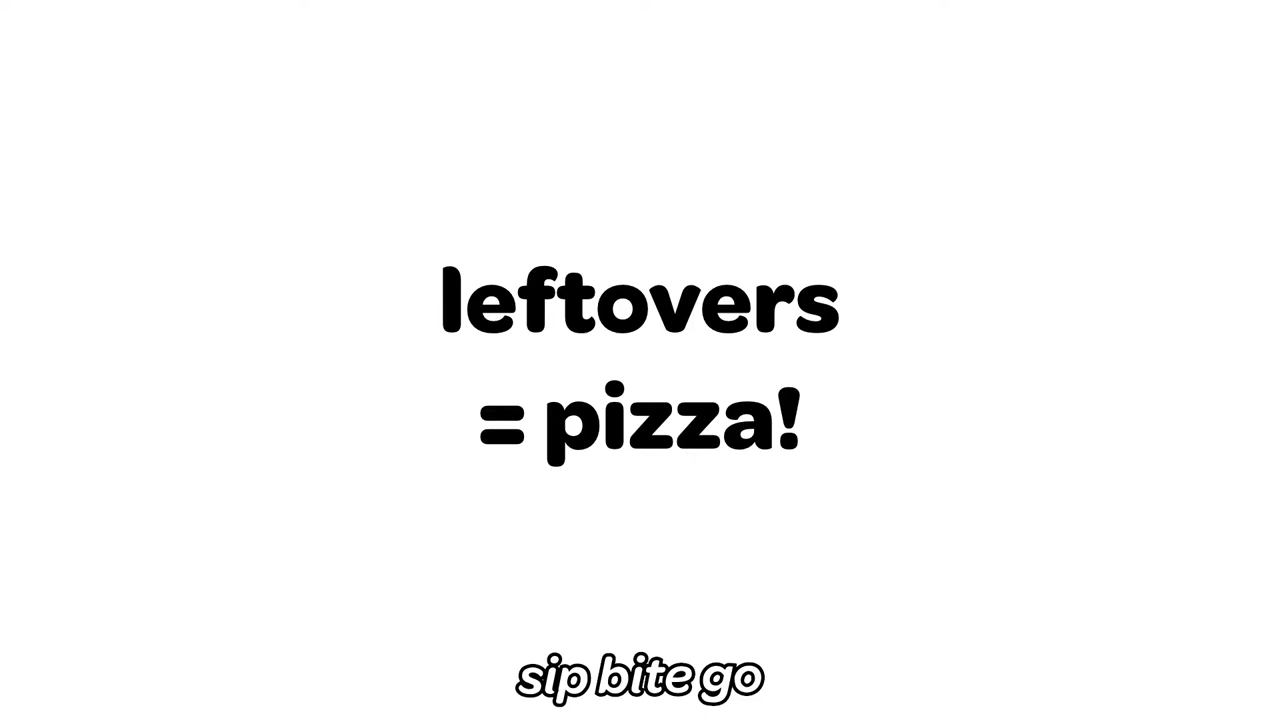 leftovers
= pizza!
sip bite go